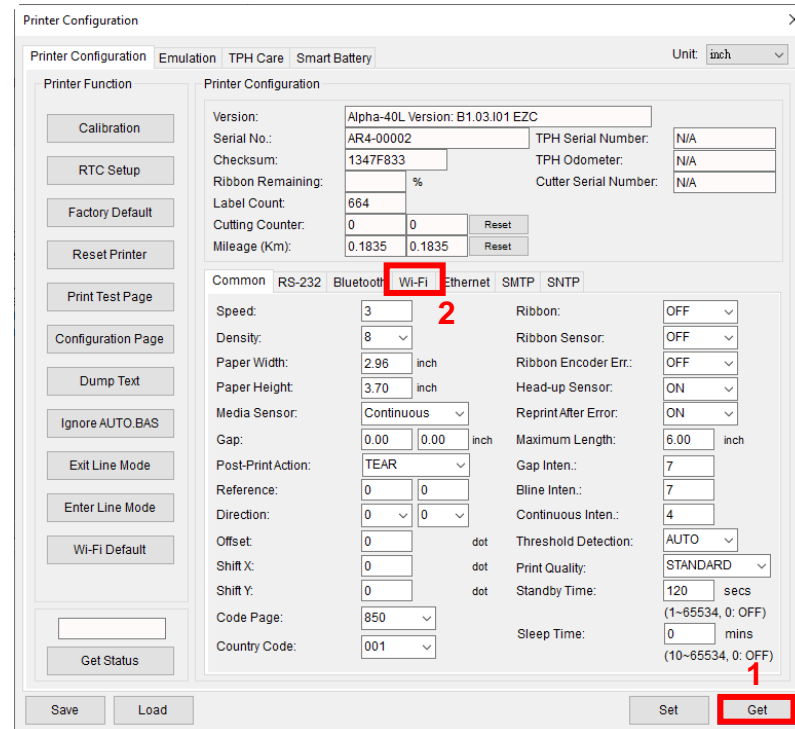 Printer Configuration
Printer Configuration Emulation TPH Care Smart Battery Unit: inch
Printer Function
Calibration
RTC Setup
Factory Default
Reset Printer
Print Test Page
Configuration Page
Dump Text
Ignore AUTO.BAS
Exit Line Mode
Enter Line Mode
Wi-Fi Default
Get Status
Printer Configuration
Version: Alpha-40L Version: B1.03.I01 EZC
Serial No.: AR4-00002 TPH Serial Number: N/A
Checksum: 1347F833 TPH Odometer: N/A
Ribbon Remaining: % Cutter Serial Number: N/A
Label Count: 664
Cutting Counter: 0 0 Reset
Mileage (Km): 0.1835 0.1835 Reset
Common RS-232 Bluetooth Wi-Fi Ethernet SMTP SNTP
2
Speed: 3 Ribbon: OFF
Density: 8 Ribbon Sensor: OFF
Paper Width: 2.96 inch Ribbon Encoder Err.: OFF
Paper Height: 3.70 inch Head-up Sensor: ON
Media Sensor: Continuous Reprint After Error: ON
Gap: 0.00 0.00 inch Maximum Length: 6.00 inch
Post-Print Action: TEAR Gap Inten.: 7
Reference: 0 0 Bline Inten.: 7
Direction: 0 0 Continuous Inten.: 4
Offset: 0 dot Threshold Detection: AUTO
Shift X: 0 dot Print Quality: STANDARD
Shift Y: 0 dot Standby Time: 120 secs
(1~65534, 0: OFF)
Code Page: 850
Sleep Time: 0 mins
Country Code: 001
(10~65534, 0: OFF)
1
Save Load Set Get